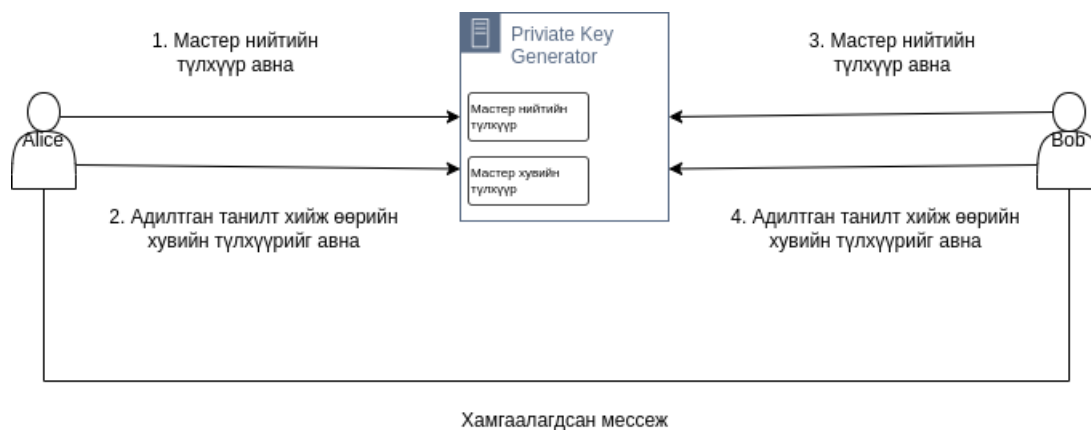 1. Мастер нийтийн
түлхүүр авна
Priviate Key
Generator
3. Мастер нийтийн
түлхүүр авна
Мастер нийтийн
түлхүүр
Alice
Bob
Мастер хувийн
түлхүүр
2. Адилтган танилт хийж өөрийн
хувийн түлхүүрийг авна
4. Адилтган танилт хийж өөрийн
хувийн түлхүүрийг авна
Хамгаалагдсан мессеж